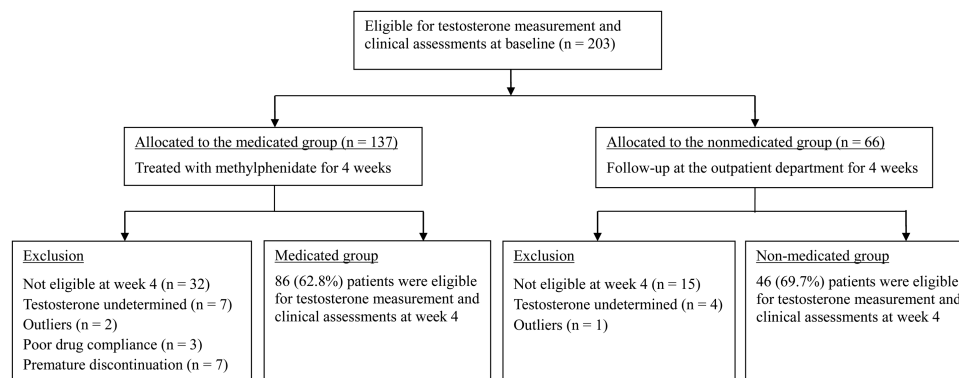 Eligible for testosterone measurement and
clinical assessments at baseline (n = 203)
Allocated to the medicated group (n = 137)
Treated with methylphenidate for 4 weeks
Allocated to the nonmedicated group (n = 66)
Follow-up at the outpatient department for 4 weeks
Exclusion
Not eligible at week 4 (n = 32)
Testosterone undetermined (n = 7)
Outliers (n = 2)
Poor drug compliance (n = 3)
Premature discontinuation (n = 7)
Medicated group
86 (62.8%) patients were eligible
for testosterone measurement and
clinical assessments at week 4
Exclusion
Not eligible at week 4 (n = 15)
Testosterone undetermined (n = 4)
Outliers (n = 1)
Non-medicated group
46 (69.7%) patients were eligible
for testosterone measurement and
clinical assessments at week 4